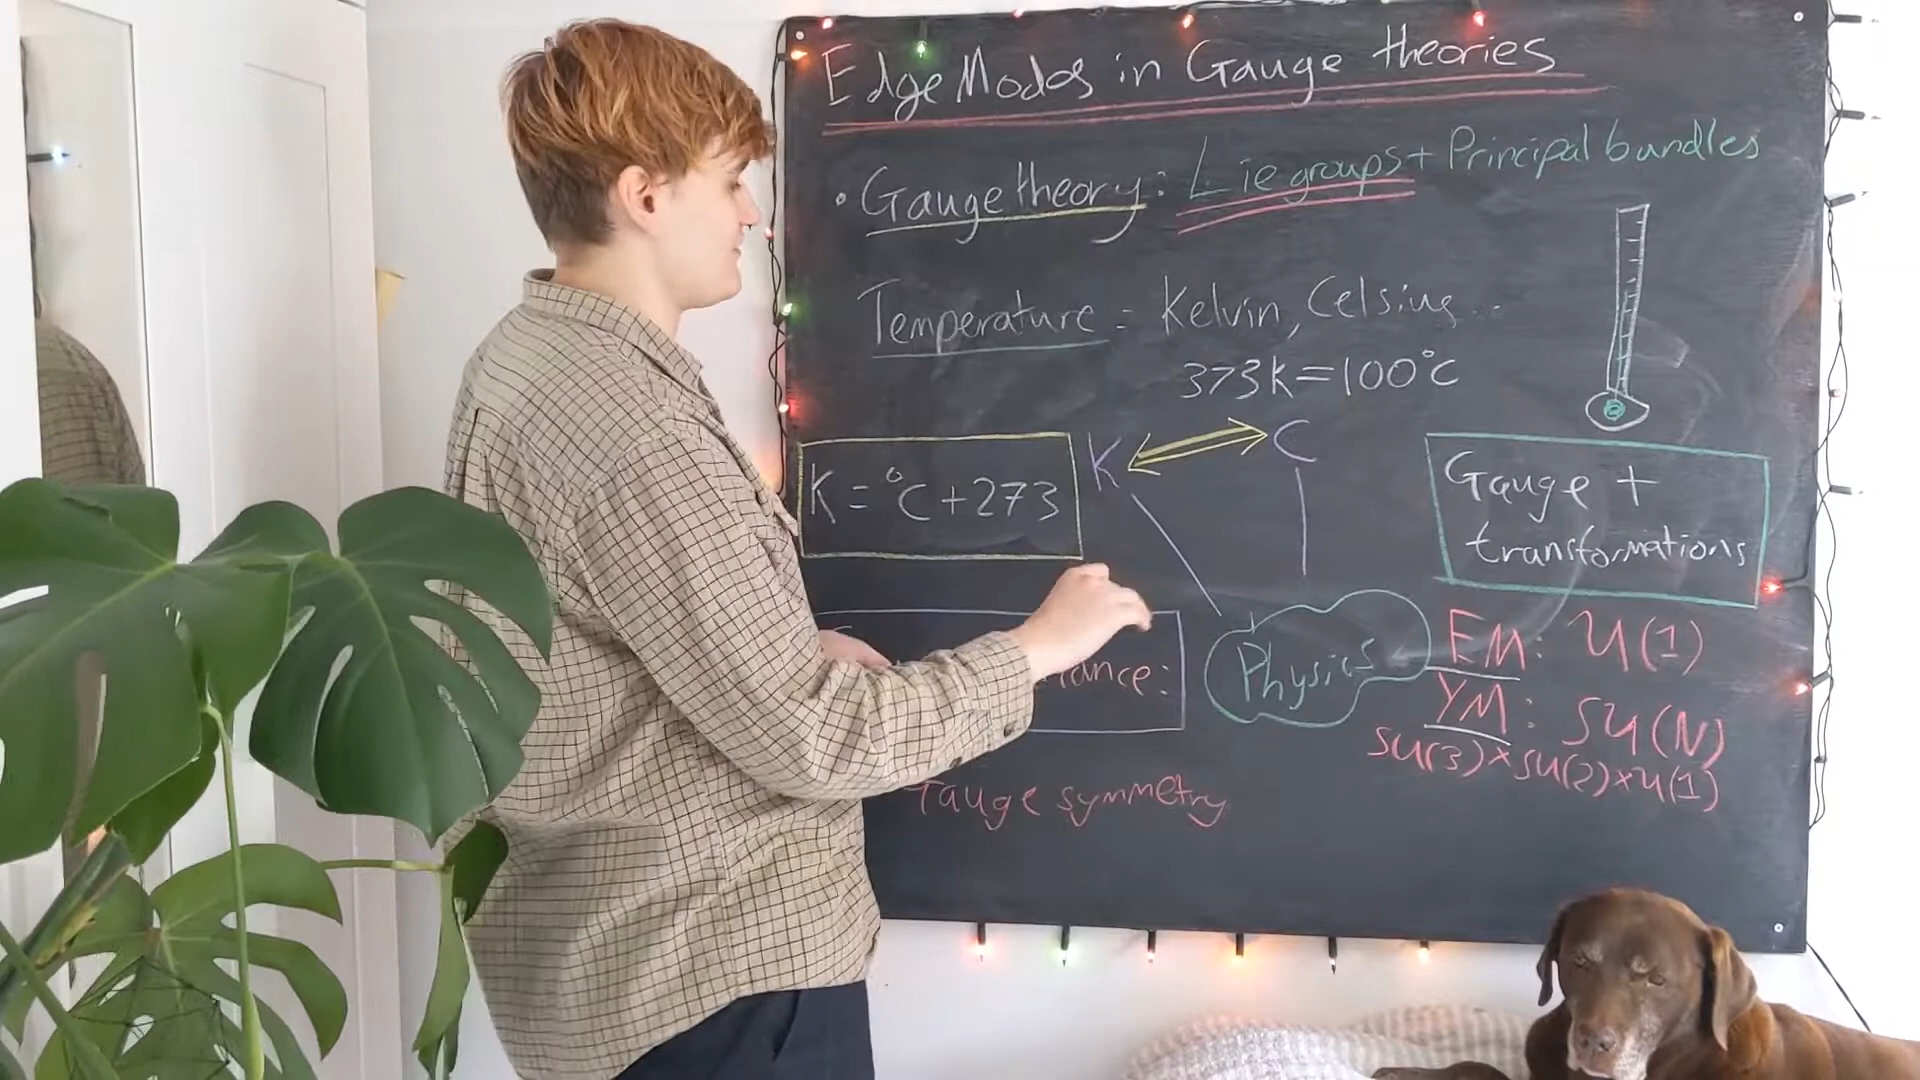 Edge Modes in Gauge theories
• Gauge theory: Lie groups + Principal bundles
Temperature = Kelvin, Celsius...
373K=100°C
K C
K = °C+273
Gauge +
transformations
Physics
EM: U(1)
YM: SU(N)
SU(3)×SU(2)×U(1)
Gauge symmetry